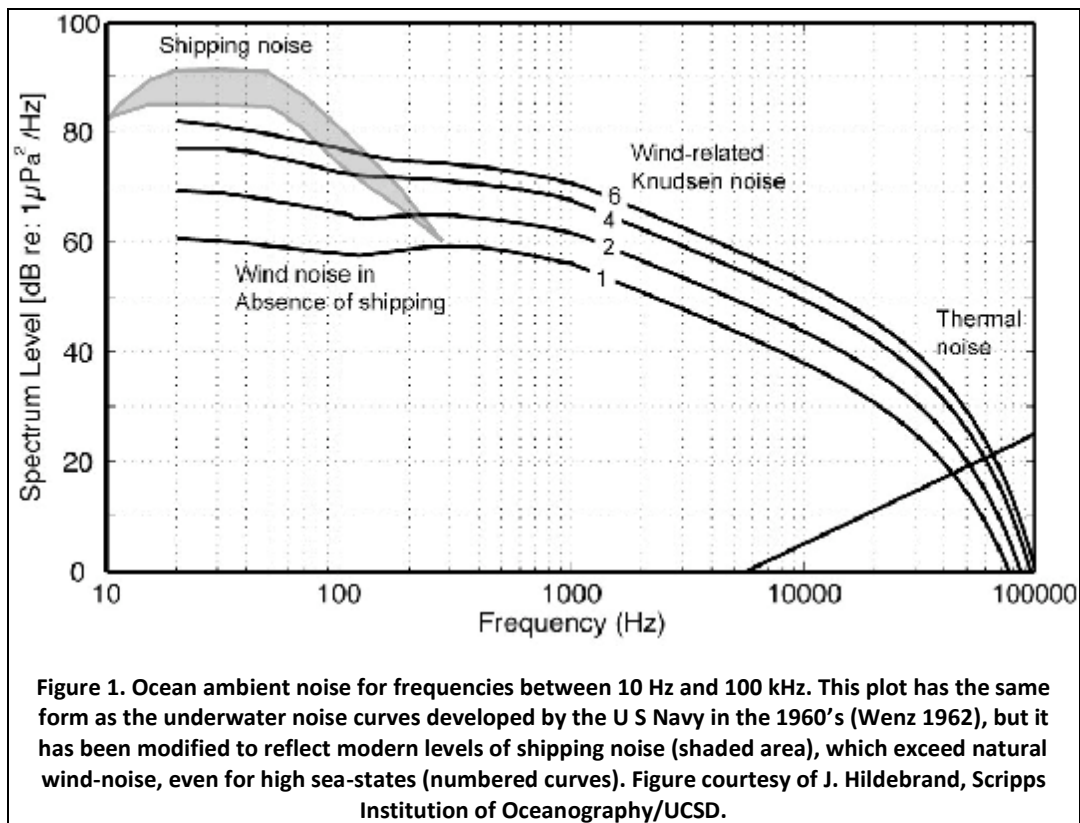 100
Shipping noise
80
Wind-related
Knudsen noise
6
4
60
2
Wind noise in
Absence of shipping
1
40
Thermal
noise
20
0
10
100
1000
10000
100000
Spectrum Level [dB re: 1µPa² /Hz]
Frequency (Hz)
Figure 1. Ocean ambient noise for frequencies between 10 Hz and 100 kHz. This plot has the same
form as the underwater noise curves developed by the U S Navy in the 1960's (Wenz 1962), but it
has been modified to reflect modern levels of shipping noise (shaded area), which exceed natural
wind-noise, even for high sea-states (numbered curves). Figure courtesy of J. Hildebrand, Scripps
Institution of Oceanography/UCSD.